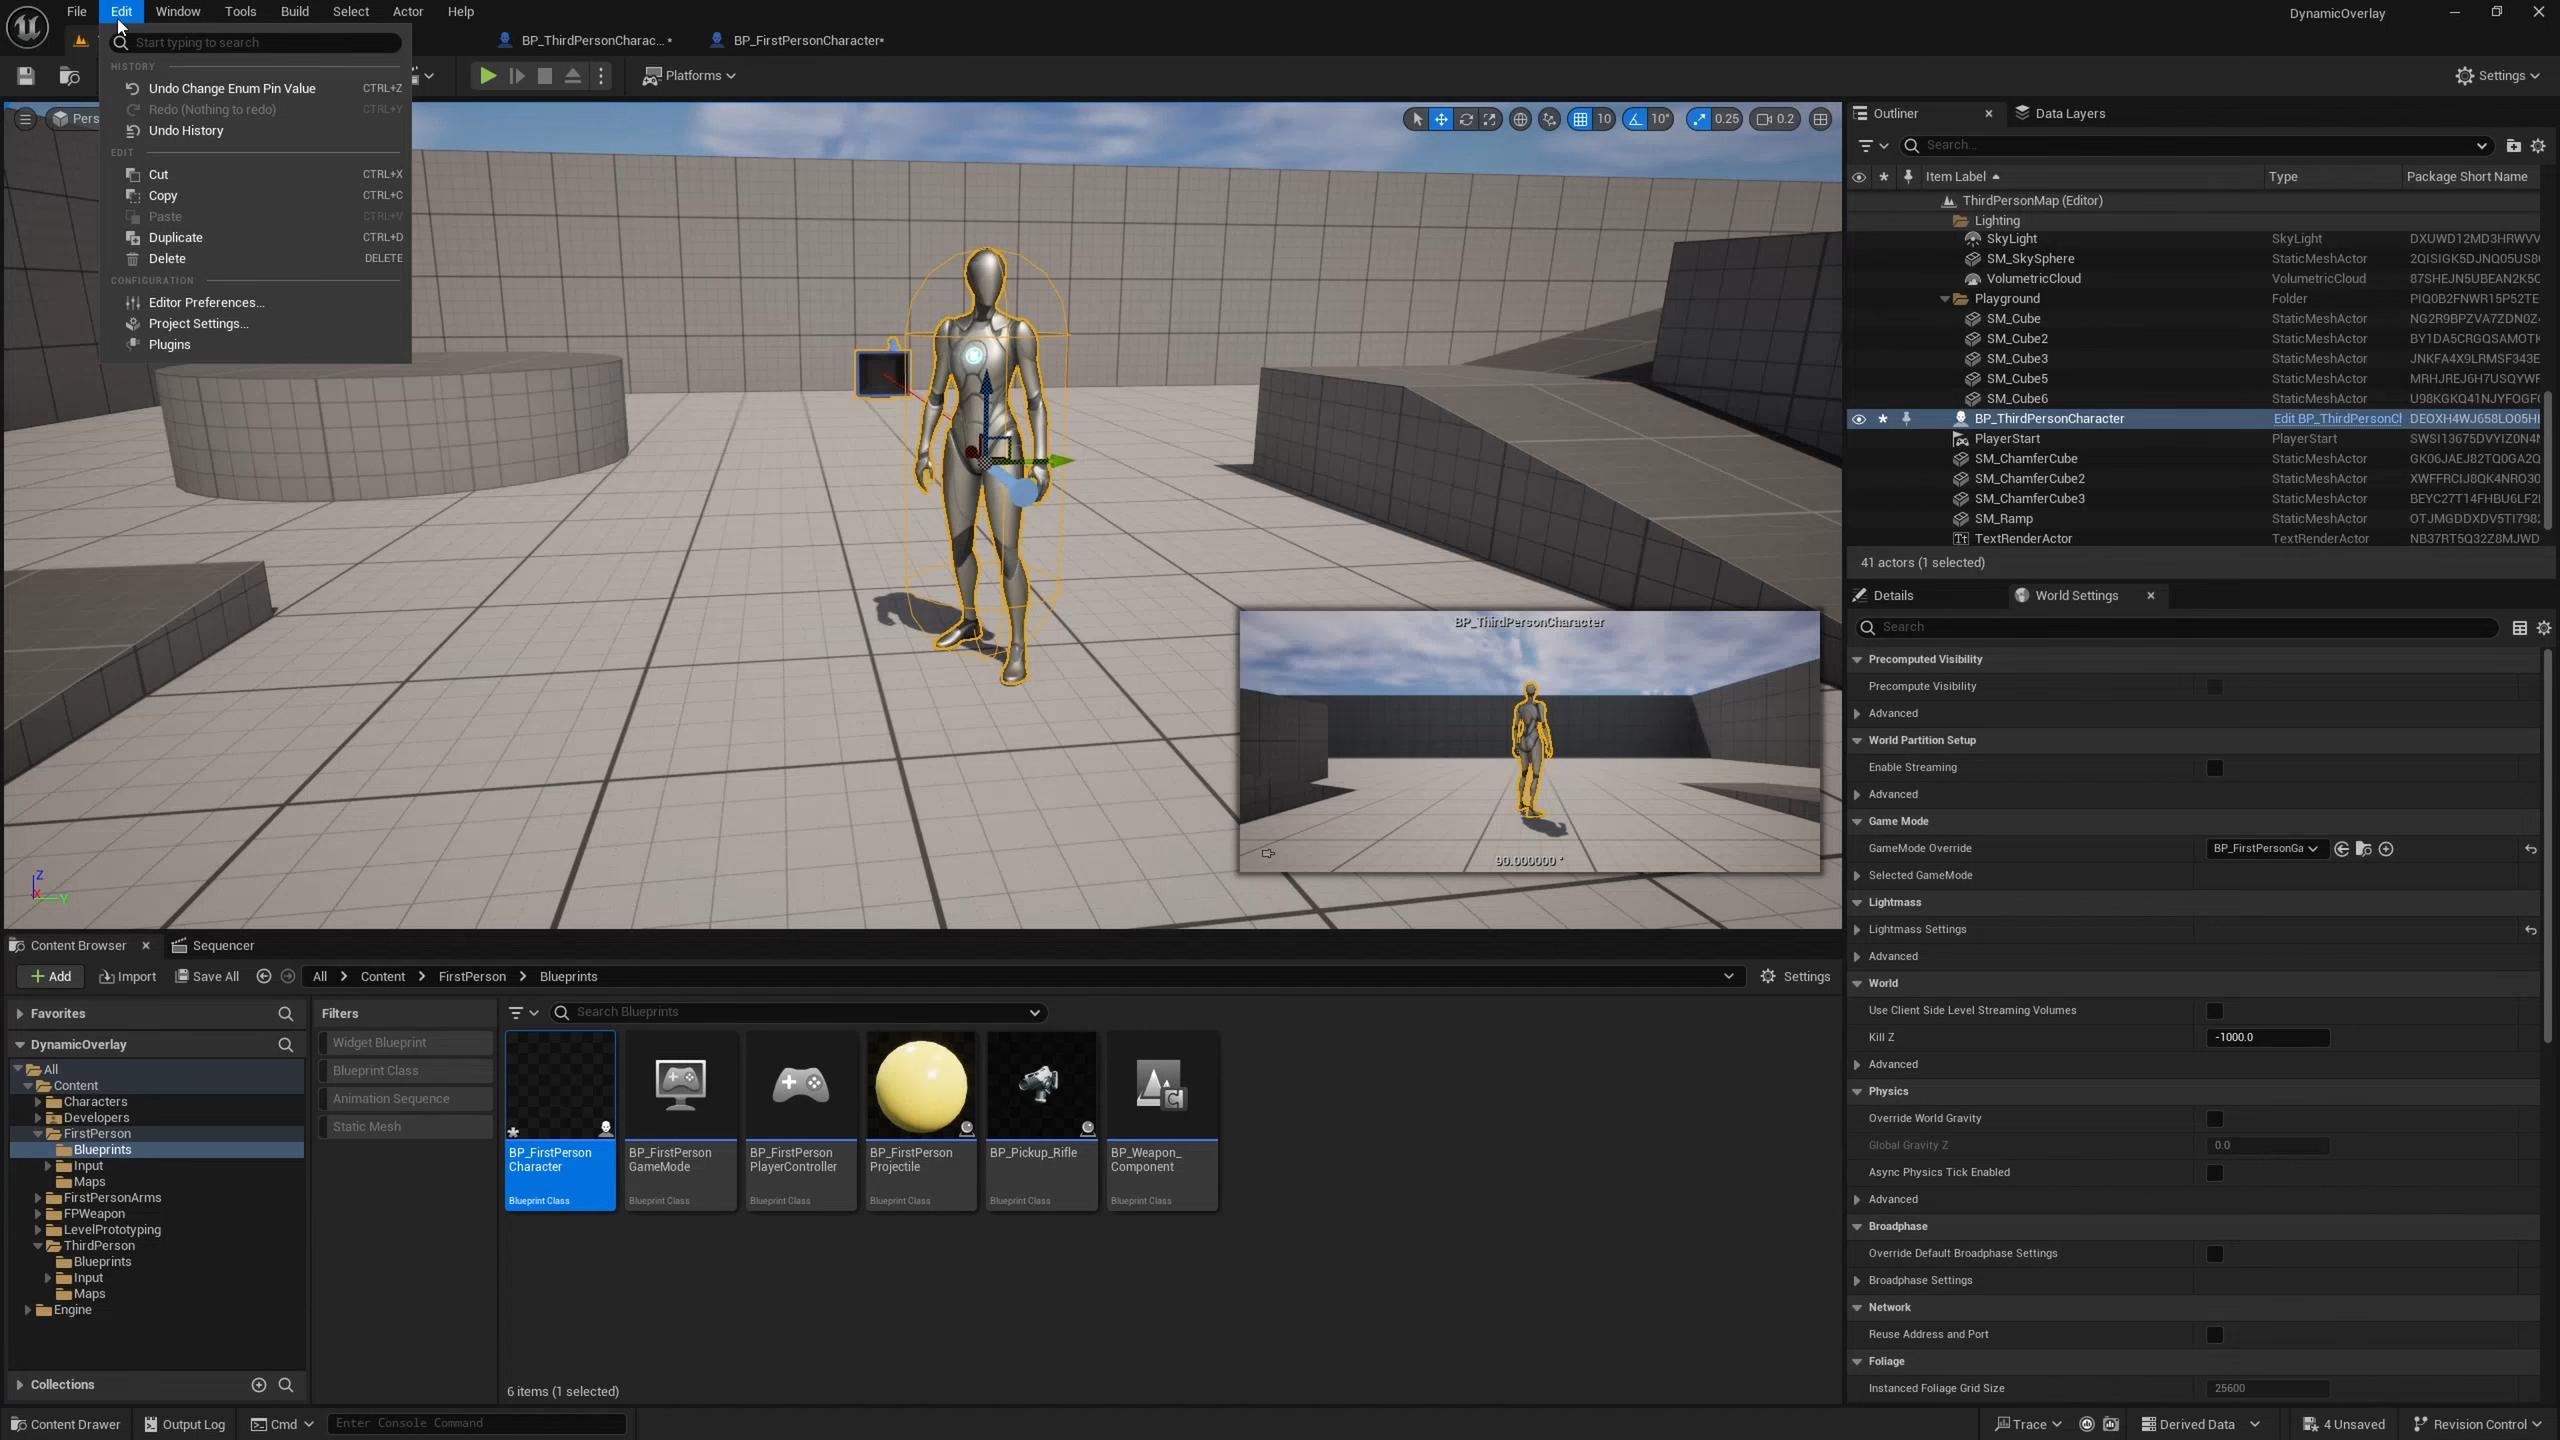 File Edit Window Tools Build Select Actor Help
DynamicOverlay
Start typing to search
BP_ThirdPersonCharac... *
BP_FirstPersonCharacter*
HISTORY
Platforms
Settings
Undo Change Enum Pin Value CTRL+Z
Redo (Nothing to redo) CTRL+Y
Undo History
EDIT
Cut CTRL+X
Copy CTRL+C
Paste CTRL+V
Duplicate CTRL+D
Delete DELETE
CONFIGURATION
Editor Preferences...
Project Settings...
Plugins
Pers
10
10°
0.25
0.2
BP_ThirdPersonCharacter
90.000000 °
Z
X
Y
Outliner
Data Layers
Search...
Item Label Type Package Short Name
ThirdPersonMap (Editor)
Lighting
SkyLight SkyLight
SM_SkySphere StaticMeshActor
VolumetricCloud VolumetricCloud
Playground Folder
SM_Cube StaticMeshActor
SM_Cube2 StaticMeshActor
SM_Cube3 StaticMeshActor
SM_Cube5 StaticMeshActor
SM_Cube6 StaticMeshActor
BP_ThirdPersonCharacter Edit BP_ThirdPersonCl
PlayerStart PlayerStart
SM_ChamferCube StaticMeshActor
SM_ChamferCube2 StaticMeshActor
SM_ChamferCube3 StaticMeshActor
SM_Ramp StaticMeshActor
TextRenderActor TextRenderActor
41 actors (1 selected)
Details
World Settings
Search
Precomputed Visibility
Precompute Visibility
Advanced
World Partition Setup
Enable Streaming
Advanced
Game Mode
GameMode Override BP_FirstPersonGa
Selected GameMode
Lightmass
Lightmass Settings
Advanced
World
Use Client Side Level Streaming Volumes
Kill Z -1000.0
Advanced
Physics
Override World Gravity
Global Gravity Z 0.0
Async Physics Tick Enabled
Advanced
Broadphase
Override Default Broadphase Settings
Broadphase Settings
Network
Reuse Address and Port
Foliage
Instanced Foliage Grid Size 25600
Content Browser
Sequencer
Add Import Save All All Content FirstPerson Blueprints Settings
Favorites
DynamicOverlay
All
Content
Characters
Developers
FirstPerson
Blueprints
Input
Maps
FirstPersonArms
FPWeapon
LevelPrototyping
ThirdPerson
Blueprints
Input
Maps
Engine
Collections
Filters
Widget Blueprint
Blueprint Class
Animation Sequence
Static Mesh
Search Blueprints
BP_FirstPerson
Character
Blueprint Class
BP_FirstPerson
GameMode
Blueprint Class
BP_FirstPerson
PlayerController
Blueprint Class
BP_FirstPerson
Projectile
Blueprint Class
BP_Pickup_Rifle
Blueprint Class
BP_Weapon_
Component
Blueprint Class
6 items (1 selected)
Content Drawer Output Log Cmd Enter Console Command
Trace Derived Data 4 Unsaved Revision Control